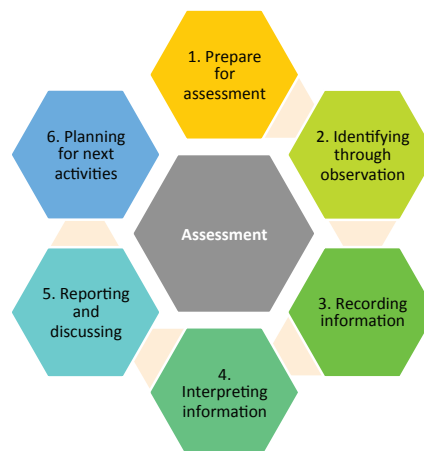 1. Prepare for
assessment
2. Identifying
through
observation
3. Recording
information
4.
Interpreting
information
5. Reporting
and
discussing
6. Planning
for next
activities
Assessment